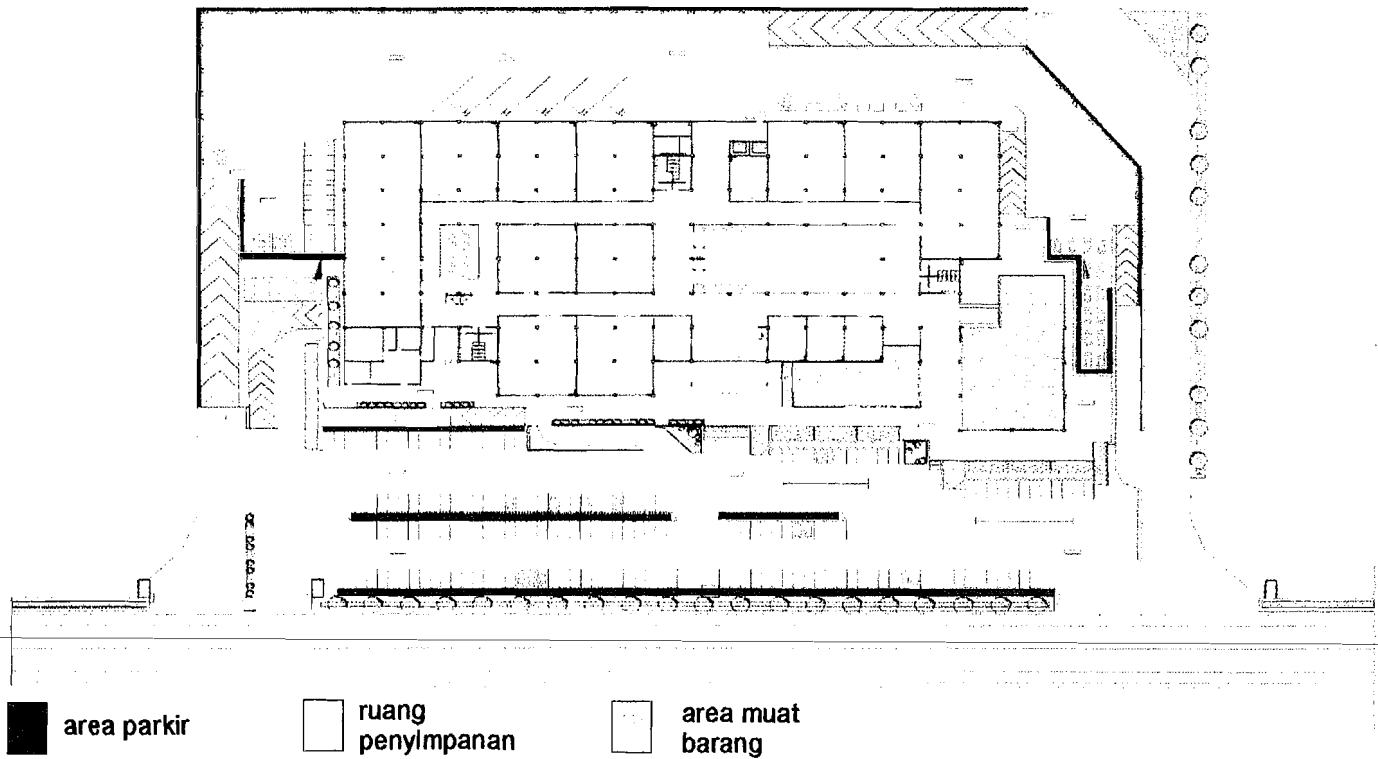 area parkir
ruang
penyImpanan
area muat
barang